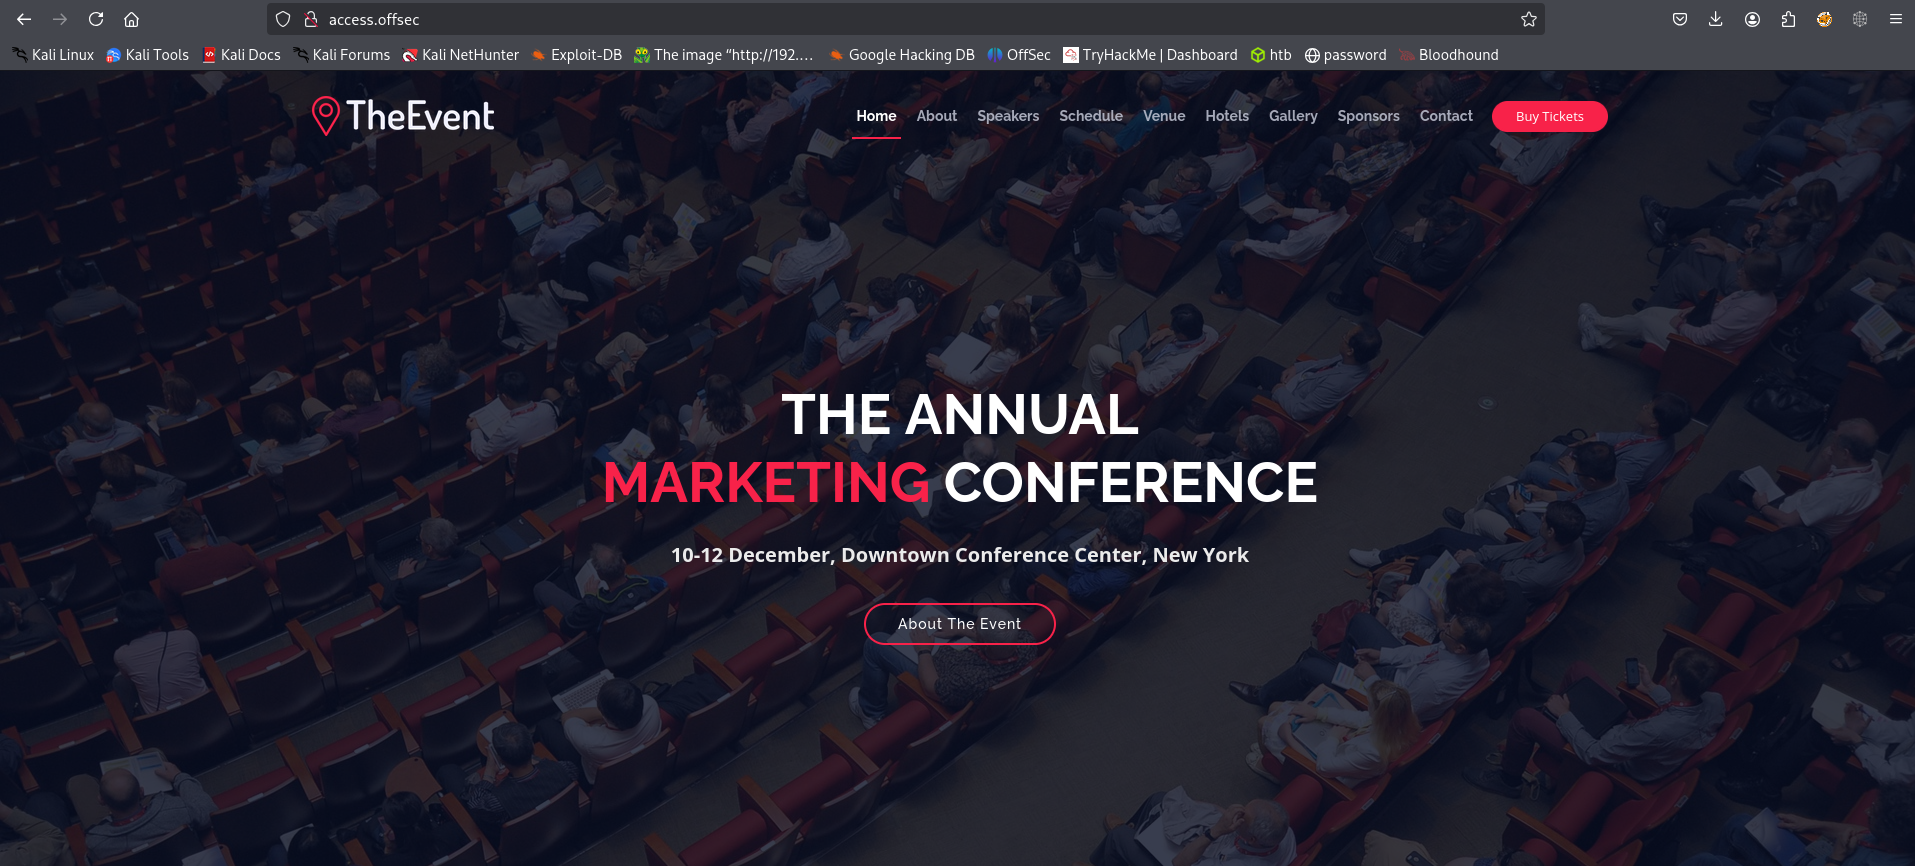 access.offsec
Kali Linux Kali Tools Kali Docs Kali Forums Kali NetHunter Exploit-DB The image “http://192.… Google Hacking DB OffSec TryHackMe | Dashboard htb password Bloodhound
TheEvent Home About Speakers Schedule Venue Hotels Gallery Sponsors Contact Buy Tickets
THE ANNUAL
MARKETING CONFERENCE
10-12 December, Downtown Conference Center, New York
About The Event